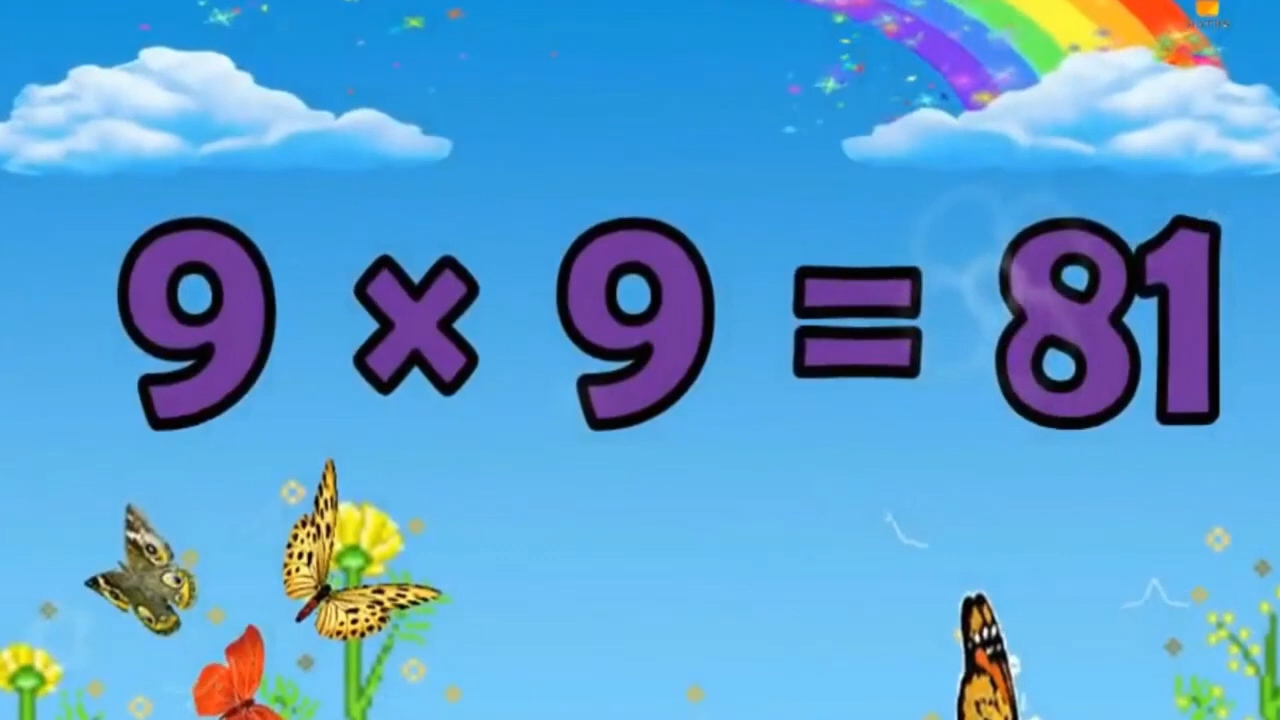 9 × 9 = 81